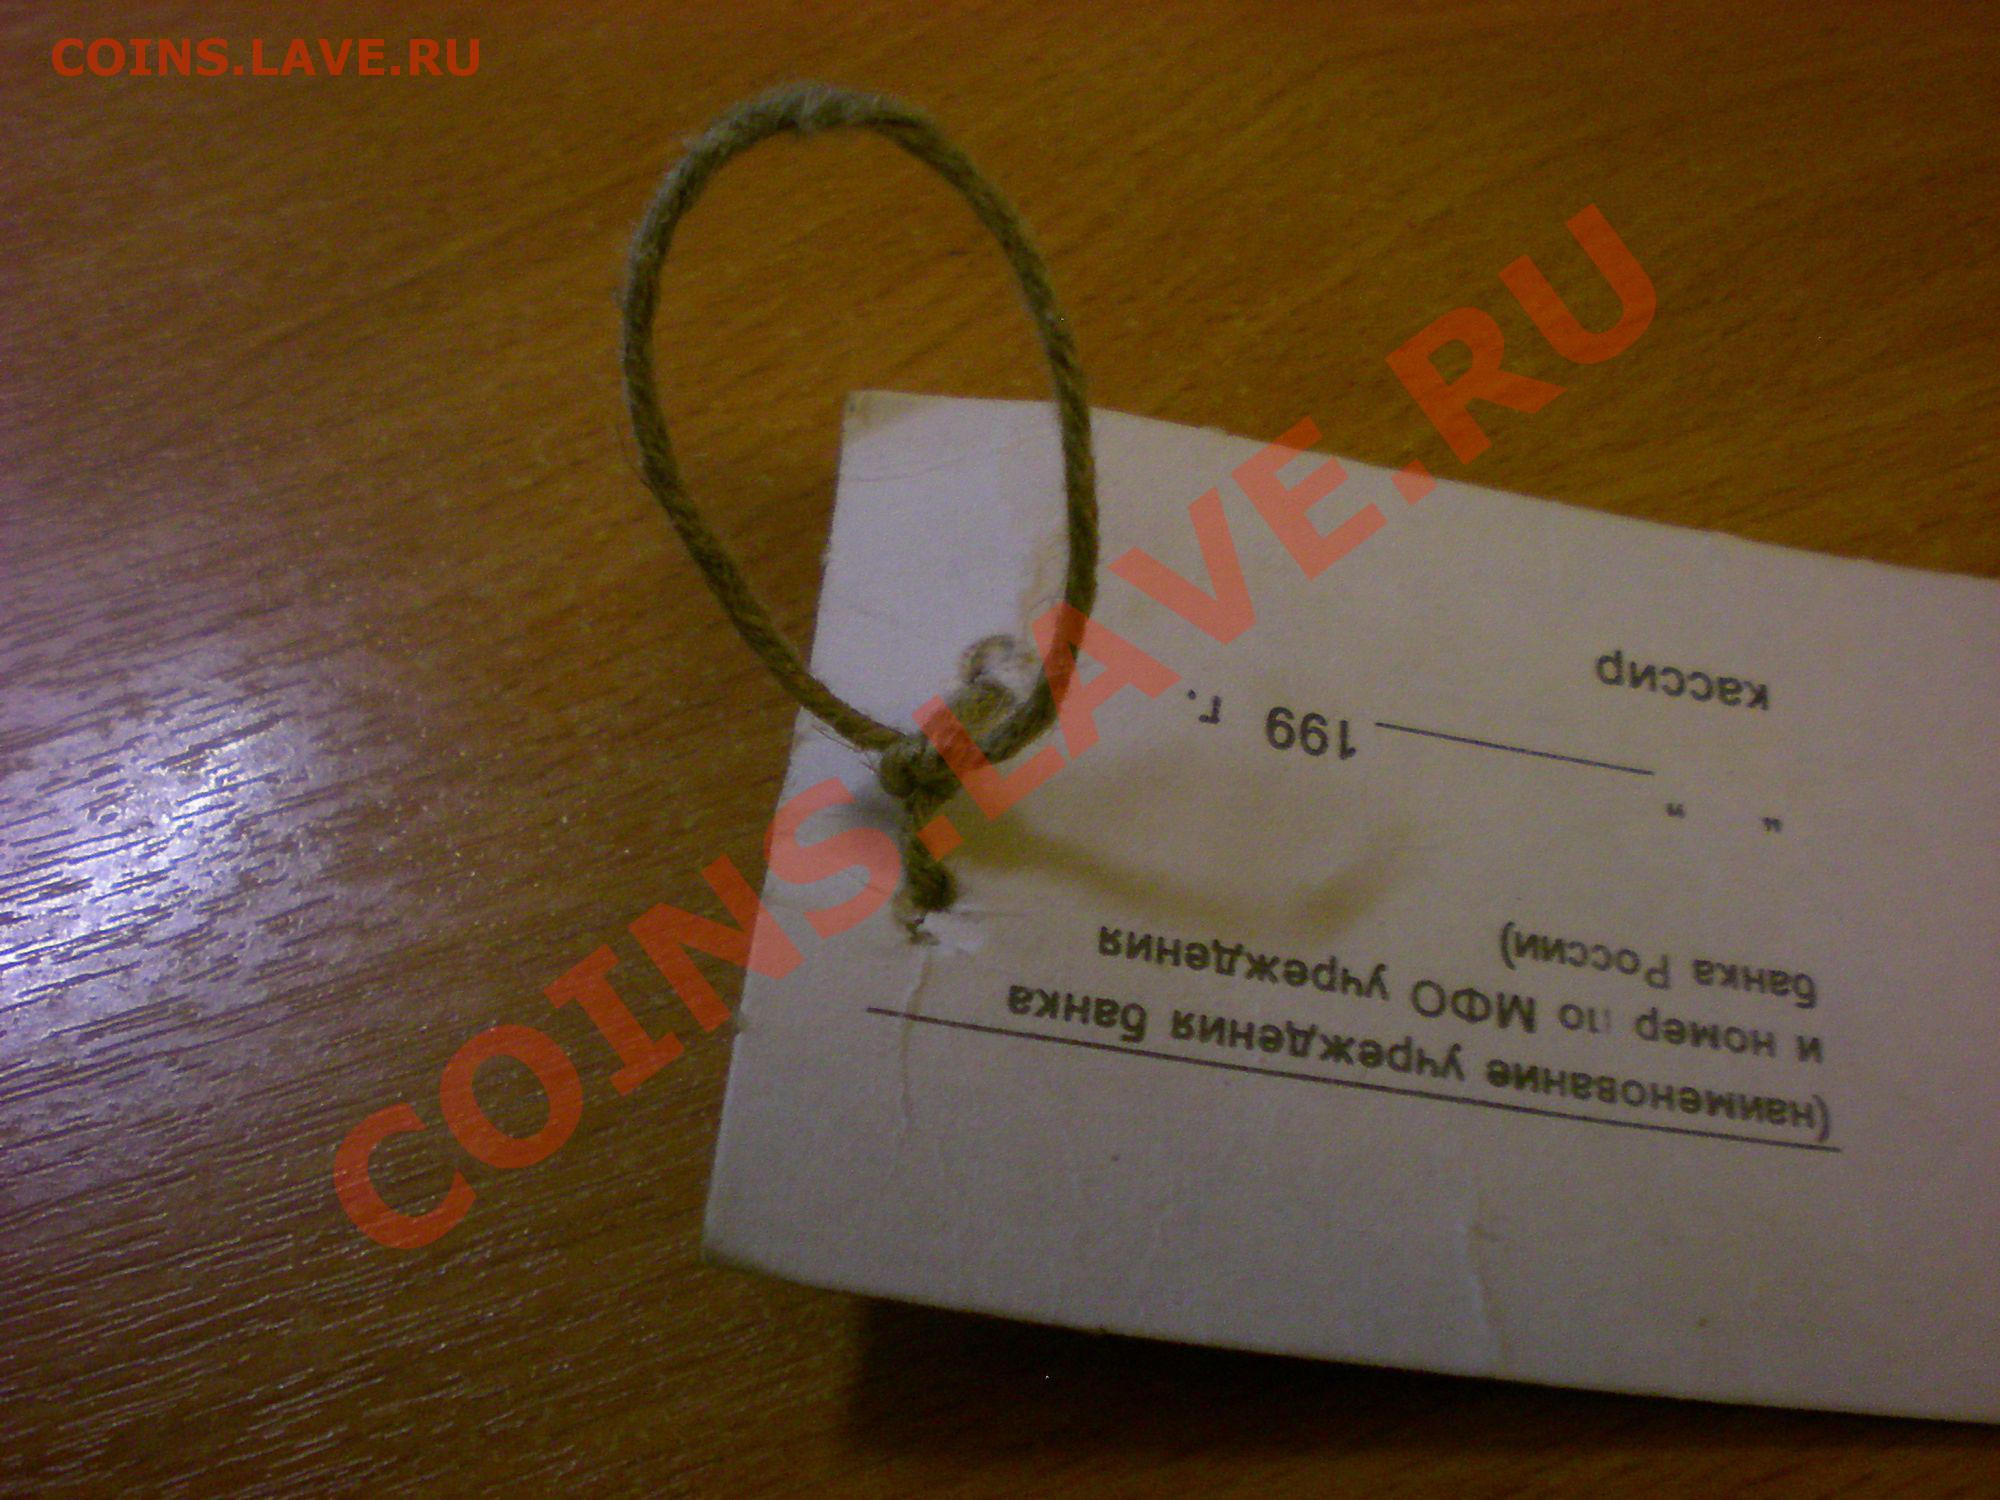 COINS.LAVE.RU
COINS.LAVE.RU
(наименование учреждения банка
и номер по МФО учреждения
банка России)
" " 199 г.
кассир